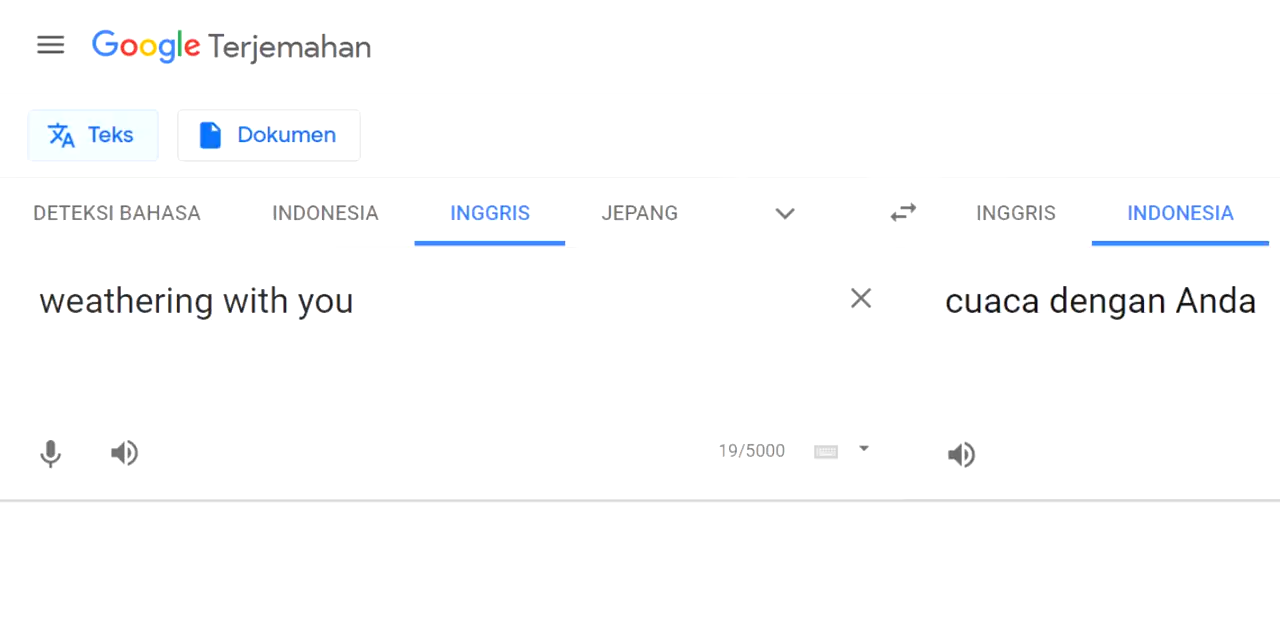 Google Terjemahan
Teks Dokumen
DETEKSI BAHASA INDONESIA INGGRIS JEPANG INGGRIS INDONESIA
weathering with you cuaca dengan Anda
19/5000